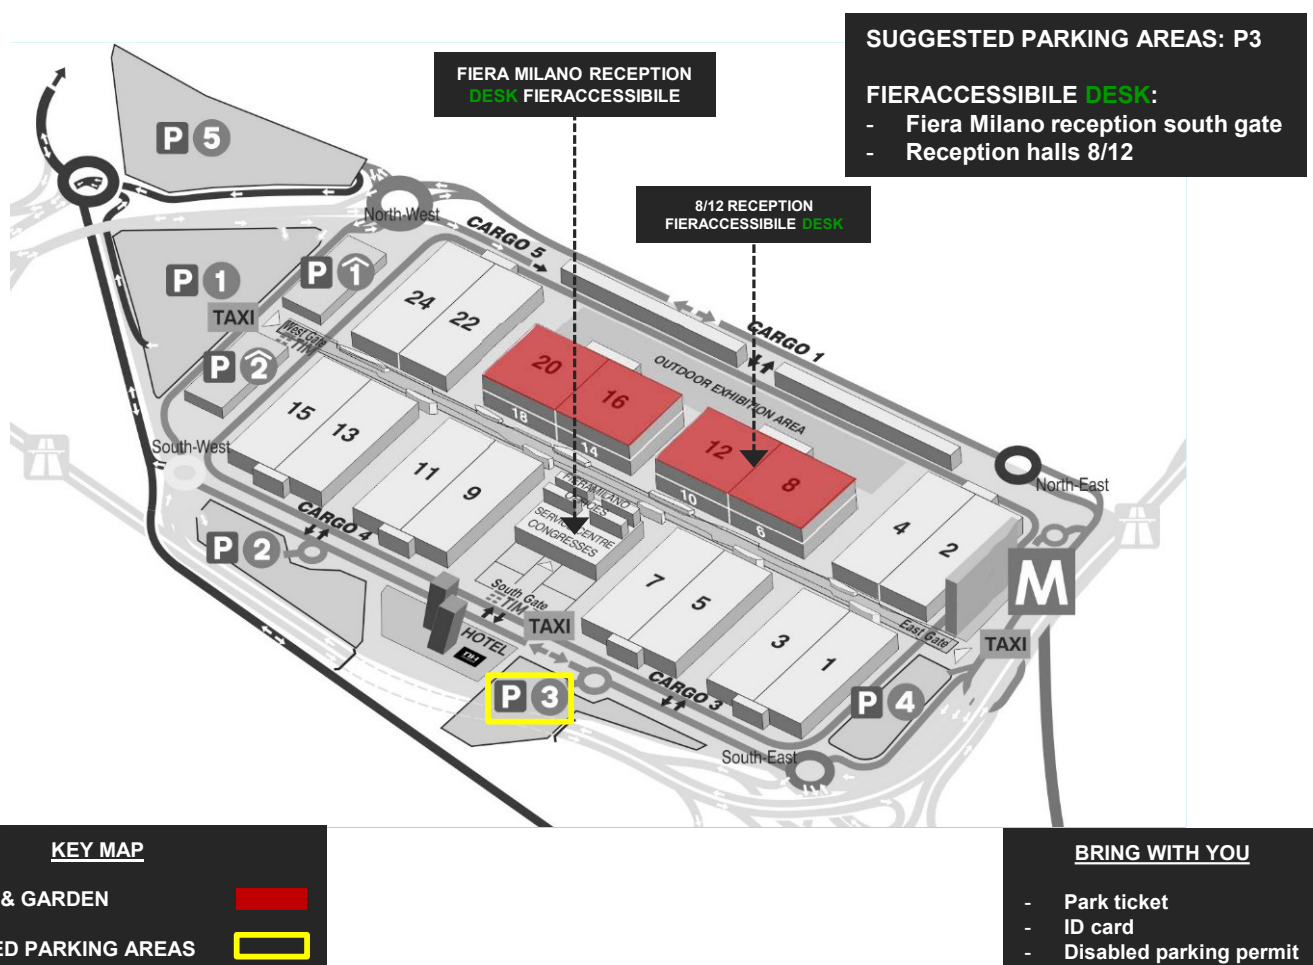 SUGGESTED PARKING AREAS: P3
FIERACCESSIBILE DESK:
- Fiera Milano reception south gate
- Reception halls 8/12
FIERA MILANO RECEPTION
DESK FIERACCESSIBILE
8/12 RECEPTION
FIERACCESSIBILE DESK
P 5
North-West
CARGO 5
P 1
P 1
TAXI
West Gate
TIM
P 2
24
22
CARGO 1
OUTDOOR EXHIBITION AREA
20
16
18
14
12
8
10
6
15
13
South-West
11
9
FIERAMILANO
SERVICE CENTRE
CONGRESSES
4
2
North-East
M
CARGO 4
P 2
7
5
South Gate
TIM
TAXI
HOTEL
nH
3
1
East Gate
TAXI
P 3
CARGO 3
P 4
South-East
KEY MAP
& GARDEN
ED PARKING AREAS
BRING WITH YOU
- Park ticket
- ID card
- Disabled parking permit